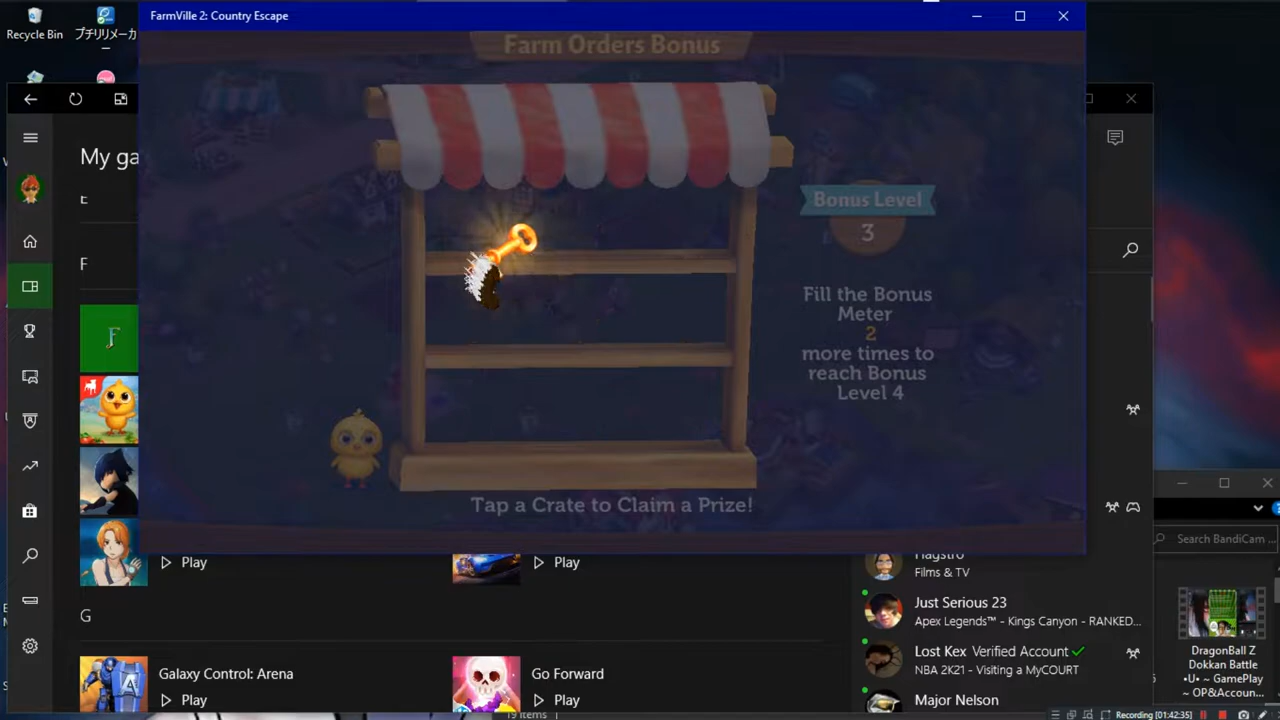 Recycle Bin
プチリメーカ
ー
FarmVille 2: Country Escape
Farm Orders Bonus
Bonus Level
3
Fill the Bonus
Meter
2
more times to
reach Bonus
Level 4
Tap a Crate to Claim a Prize!
My ga
E
F
F
Play
Play
G
Galaxy Control: Arena
Play
Go Forward
Play
Films & TV
Just Serious 23
Apex Legends™ - Kings Canyon - RANKED...
Lost Kex Verified Account
NBA 2K21 - Visiting a MyCOURT
Major Nelson
Search BandiCam ...
DragonBall Z
Dokkan Battle
•U• ~ GamePlay
~ OP&Accoun...
19 items
Recording [01:42:35]